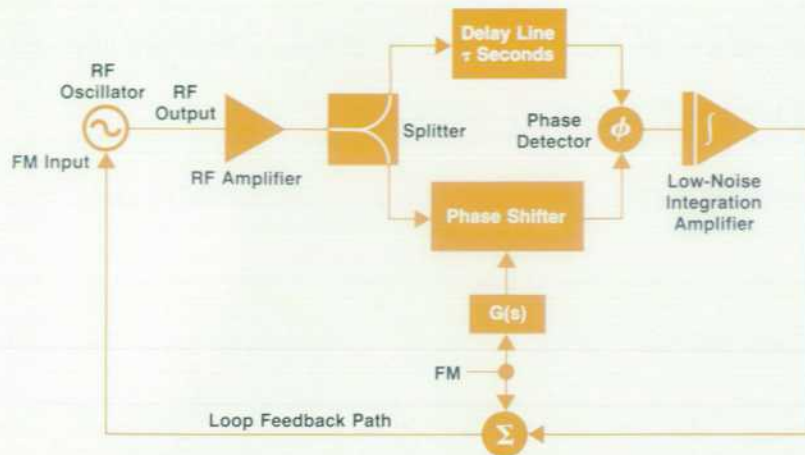 Delay Line
τ Seconds
RF
Oscillator
RF
Output
Splitter
Phase
Detector
ϕ
FM Input
RF Amplifier
Low-Noise
Integration
Amplifier
∫
Phase Shifter
G(s)
FM
Loop Feedback Path
Σ